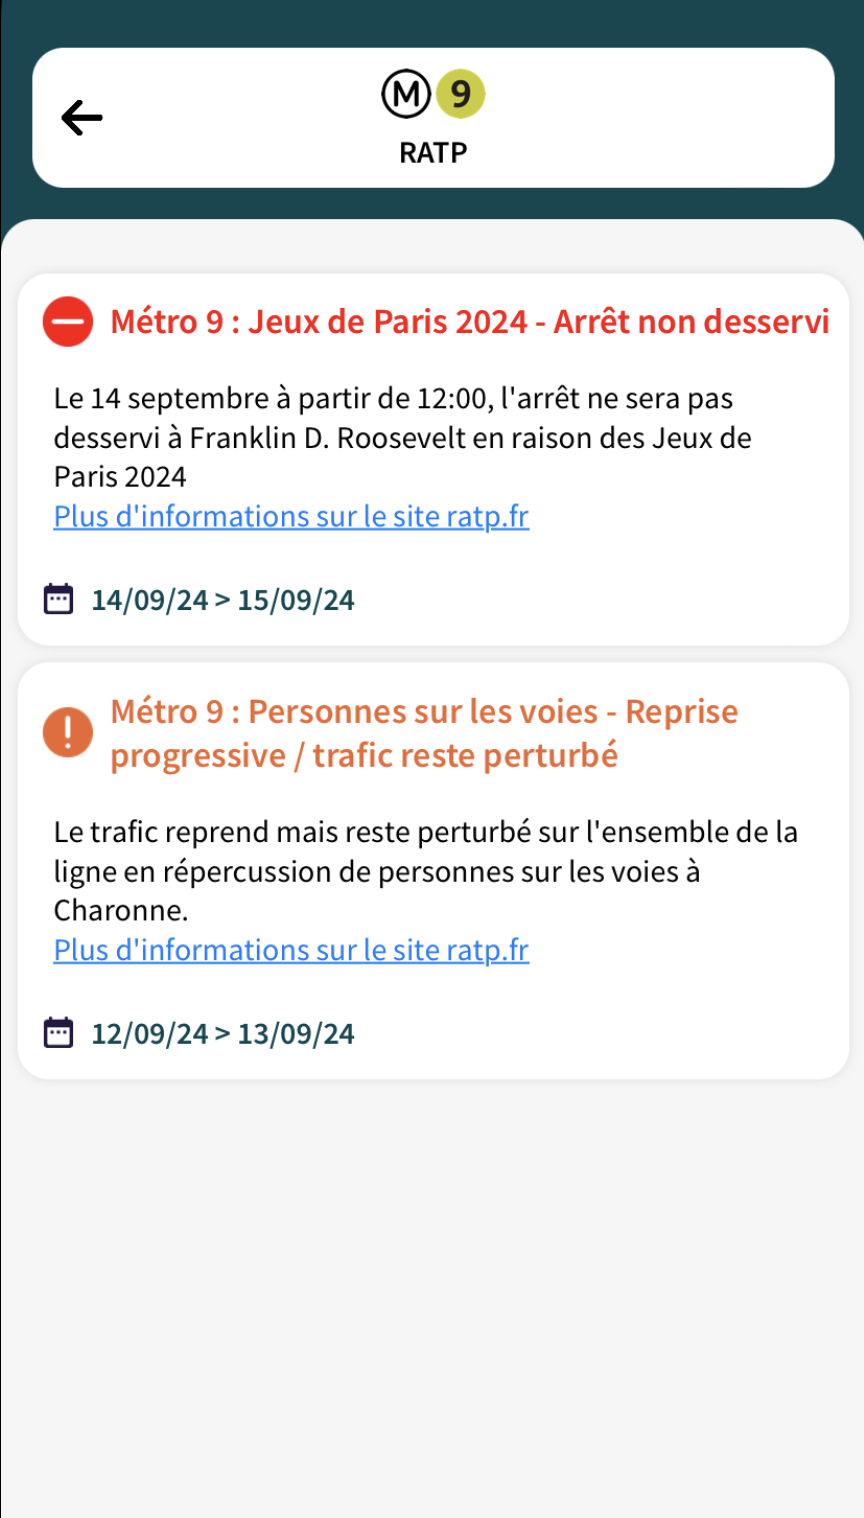 M 9
RATP
Métro 9 : Jeux de Paris 2024 - Arrêt non desservi
Le 14 septembre à partir de 12:00, l'arrêt ne sera pas
desservi à Franklin D. Roosevelt en raison des Jeux de
Paris 2024
Plus d'informations sur le site ratp.fr
14/09/24 > 15/09/24
Métro 9 : Personnes sur les voies - Reprise
progressive / trafic reste perturbé
Le trafic reprend mais reste perturbé sur l'ensemble de la
ligne en répercussion de personnes sur les voies à
Charonne.
Plus d'informations sur le site ratp.fr
12/09/24 > 13/09/24